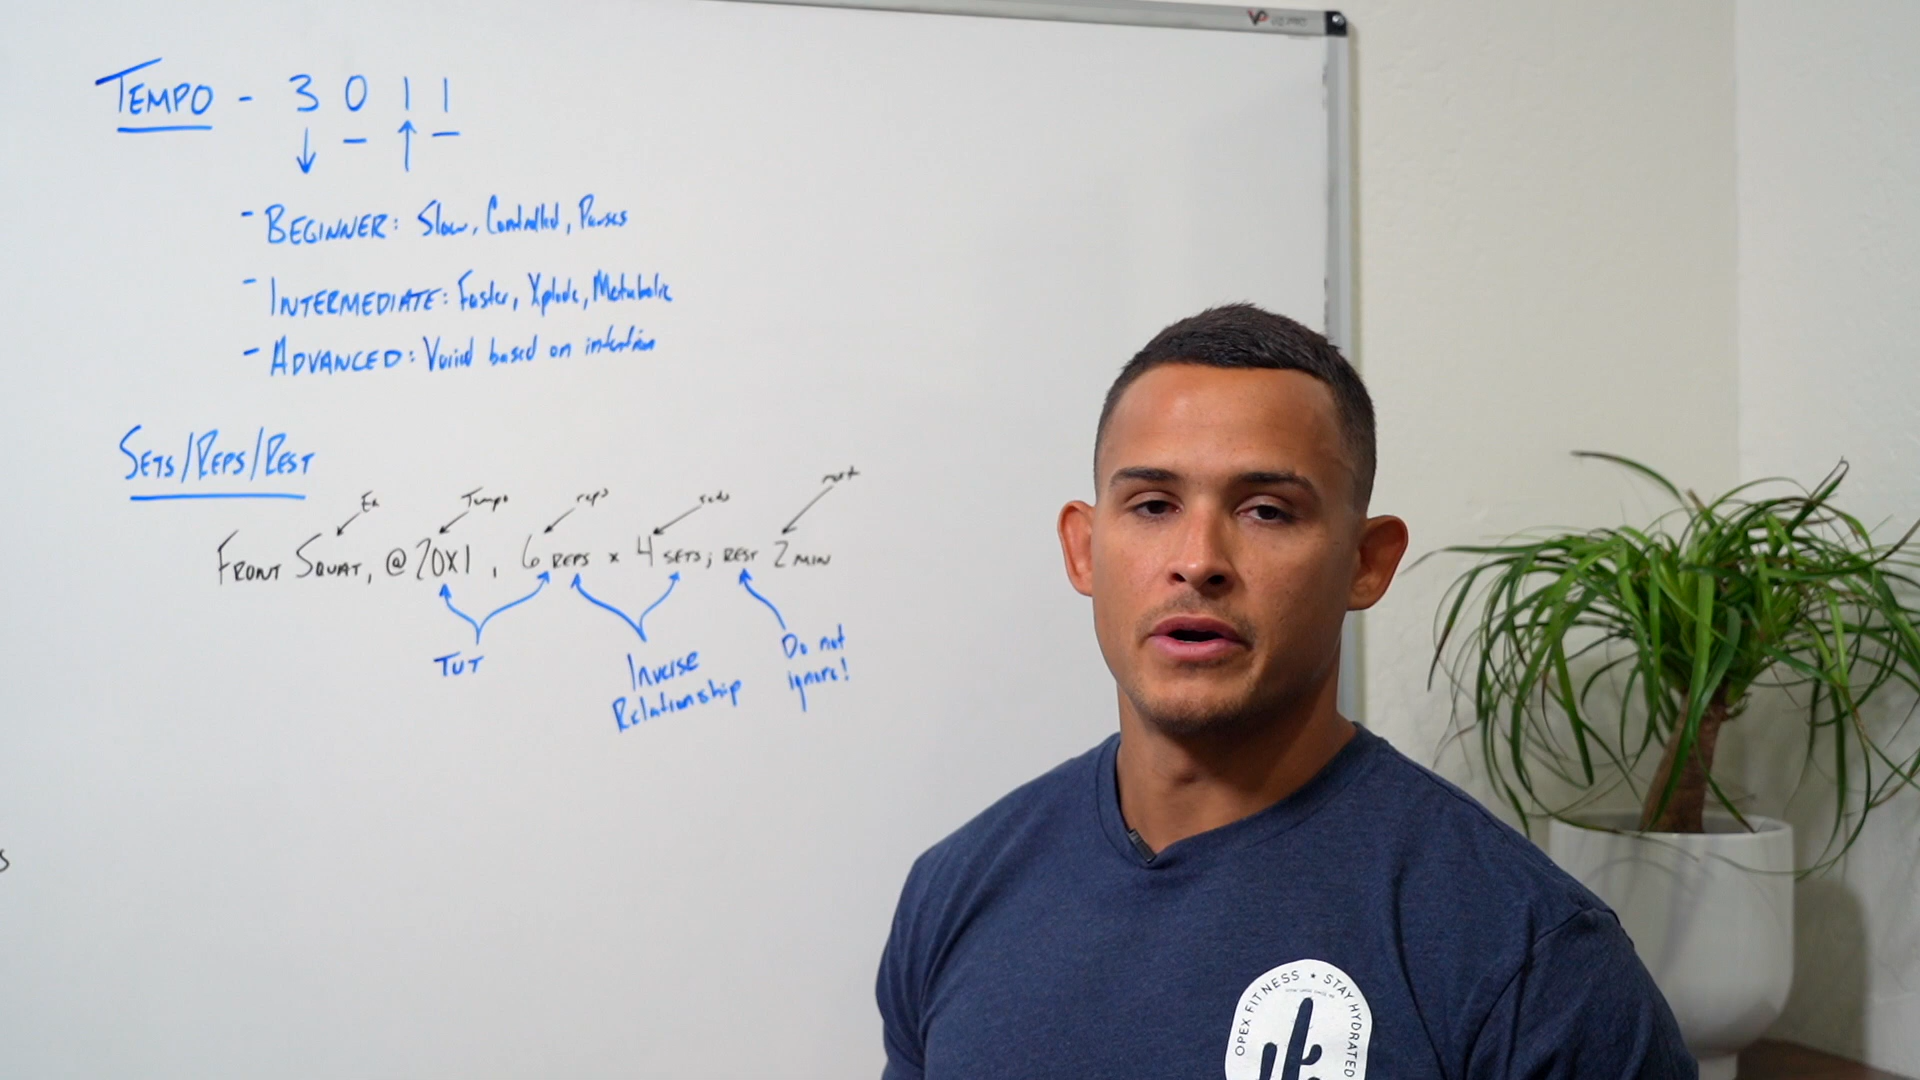 TEMPO - 3 0 1 1
- BEGINNER: Slow, Controlled, Pauses
- INTERMEDIATE: Faster, Xplode, Metabolic
- ADVANCED: Varied based on intention
SETS/REPS/REST
Ex Tempo reps sets rest
FRONT SQUAT, @ 20X1, 6 REPS x 4 SETS; REST 2 MIN
TUT
Inverse
Relationship
Do not
ignore!
S
OPEX FITNESS • STAY HYDRATED